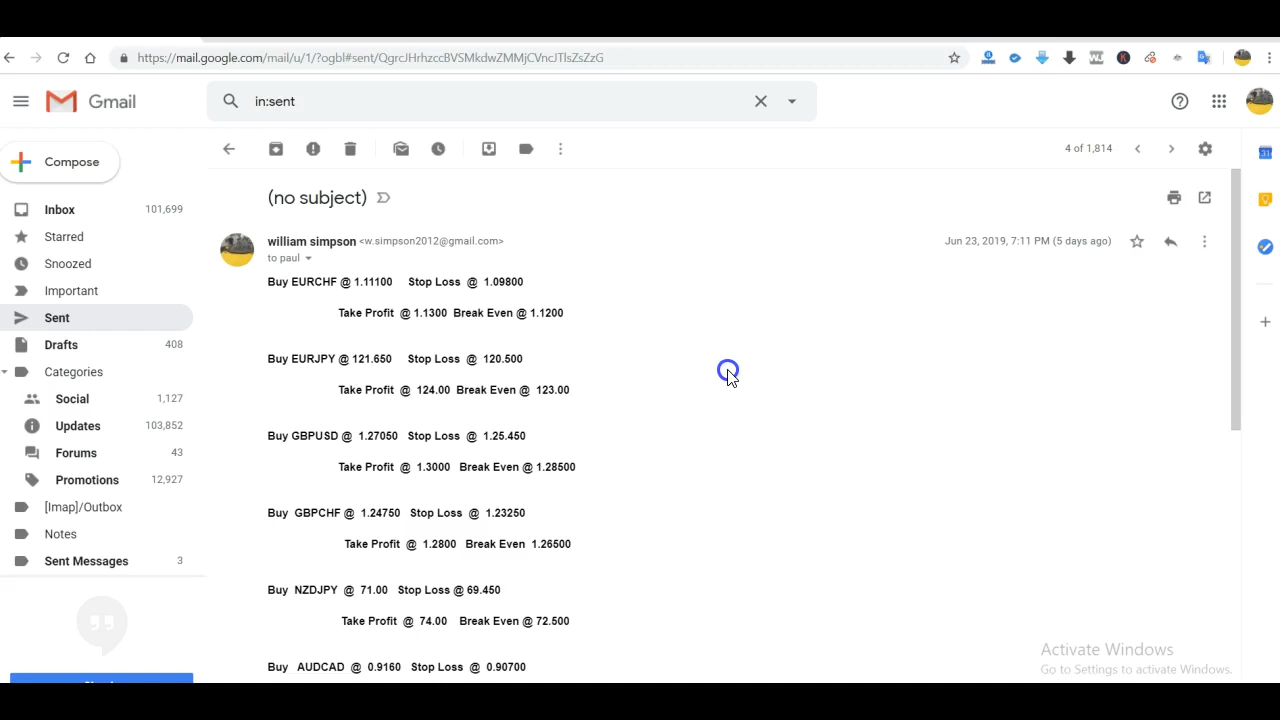 https://mail.google.com/mail/u/1/?ogbl#sent/QgrcJHrhzccBVSMkdwZMMjCVncJTlsZsZzG
Gmail
in:sent
Compose
4 of 1,814
Inbox 101,699
Starred
Snoozed
Important
Sent
Drafts 408
Categories
Social 1,127
Updates 103,852
Forums 43
Promotions 12,927
[Imap]/Outbox
Notes
Sent Messages 3
(no subject)
william simpson <w.simpson2012@gmail.com> Jun 23, 2019, 7:11 PM (5 days ago)
to paul
Buy EURCHF @ 1.11100 Stop Loss @ 1.09800
Take Profit @ 1.1300 Break Even @ 1.1200
Buy EURJPY @ 121.650 Stop Loss @ 120.500
Take Profit @ 124.00 Break Even @ 123.00
Buy GBPUSD @ 1.27050 Stop Loss @ 1.25.450
Take Profit @ 1.3000 Break Even @ 1.28500
Buy GBPCHF @ 1.24750 Stop Loss @ 1.23250
Take Profit @ 1.2800 Break Even 1.26500
Buy NZDJPY @ 71.00 Stop Loss @ 69.450
Take Profit @ 74.00 Break Even @ 72.500
Buy AUDCAD @ 0.9160 Stop Loss @ 0.90700
31
Activate Windows
Go to Settings to activate Windows.